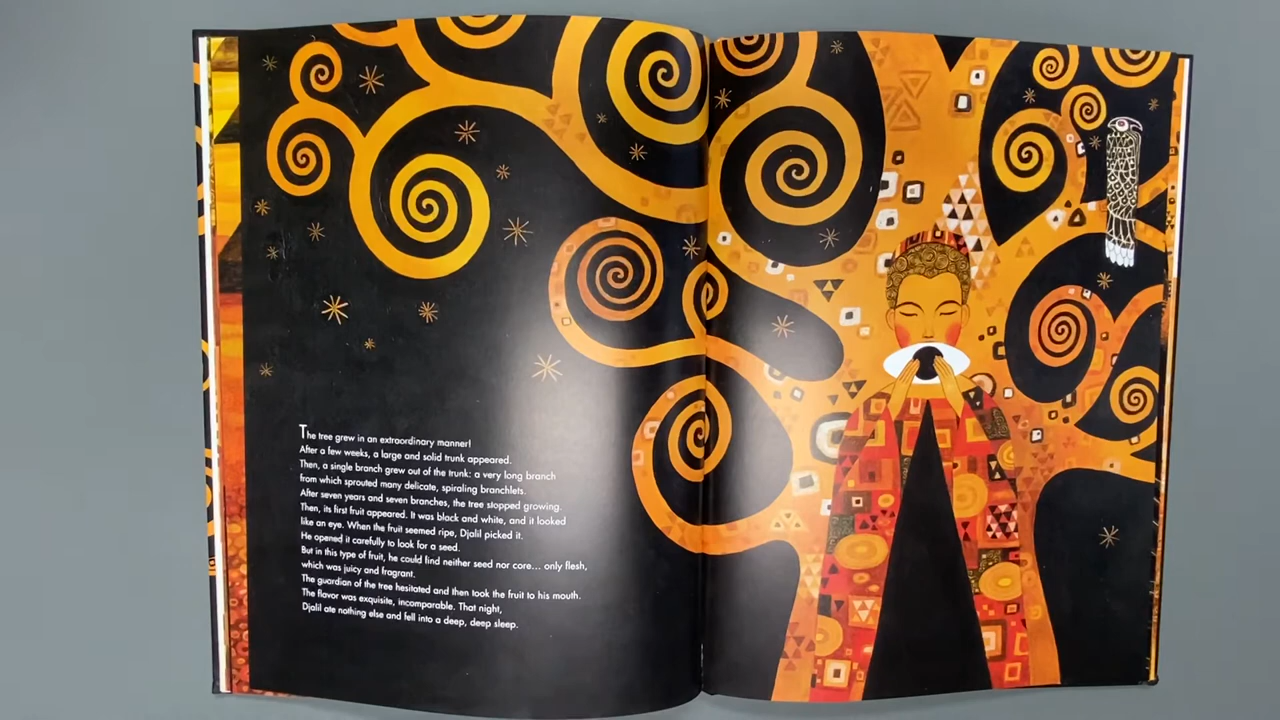 The tree grew in an extraordinary manner!
After a few weeks, a large and solid trunk appeared.
Then, a single branch grew out of the trunk: a very long branch
from which sprouted many delicate, spiraling branchlets.
After seven years and seven branches, the tree stopped growing.
Then, its first fruit appeared. It was black and white, and it looked
like an eye. When the fruit seemed ripe, Djalil picked it.
He opened it carefully to look for a seed.
But in this type of fruit, he could find neither seed nor core... only flesh,
which was juicy and fragrant.
The guardian of the tree hesitated and then took the fruit to his mouth.
The flavor was exquisite, incomparable. That night,
Djalil ate nothing else and fell into a deep, deep sleep.